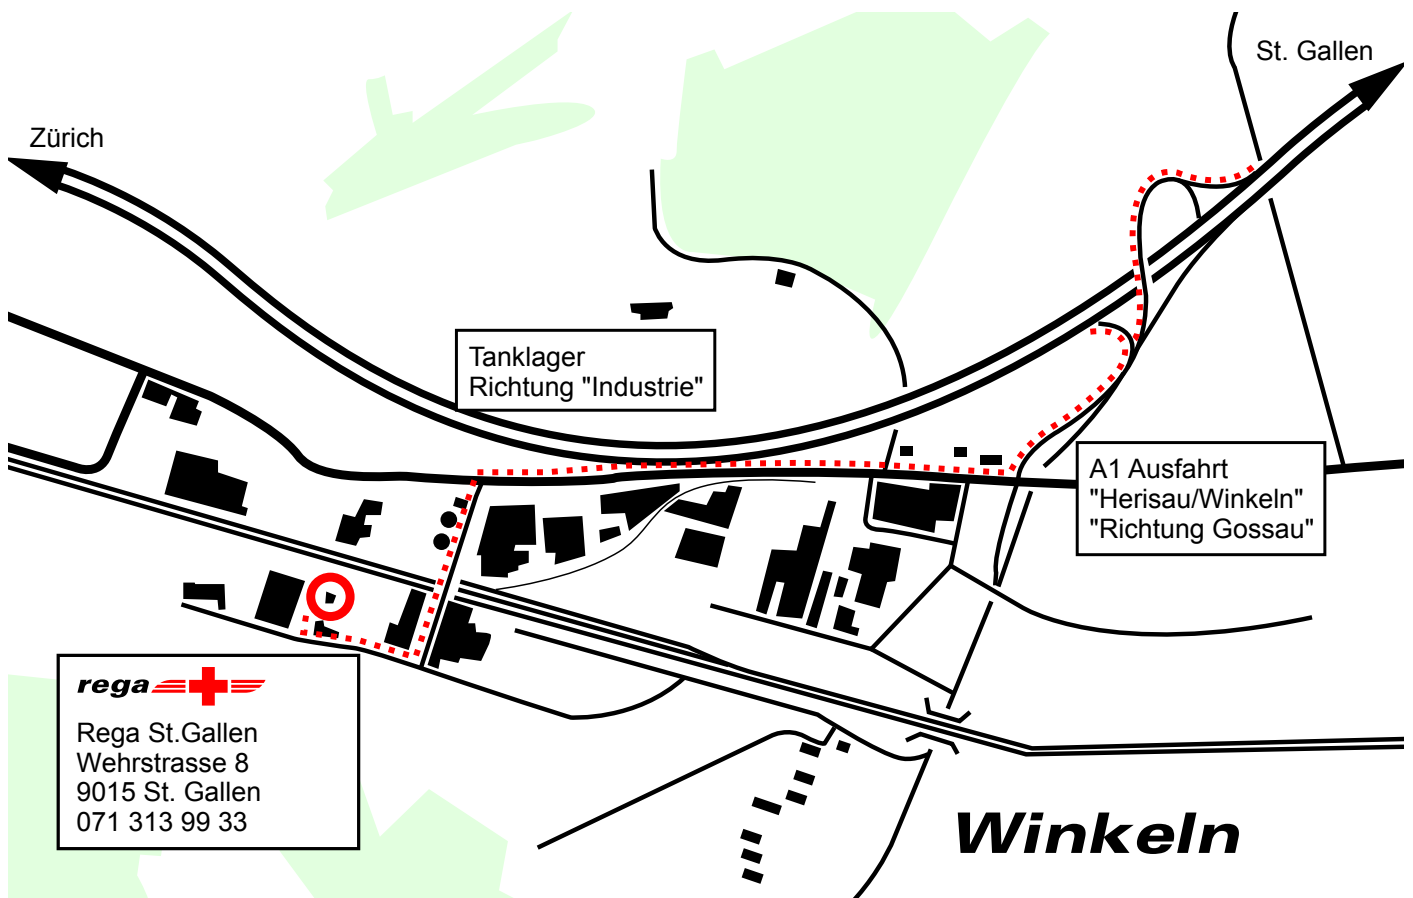 St. Gallen
Zürich
Tanklager
Richtung "Industrie"
A1 Ausfahrt
"Herisau/Winkeln"
"Richtung Gossau"
rega
Rega St.Gallen
Wehrstrasse 8
9015 St. Gallen
071 313 99 33
Winkeln